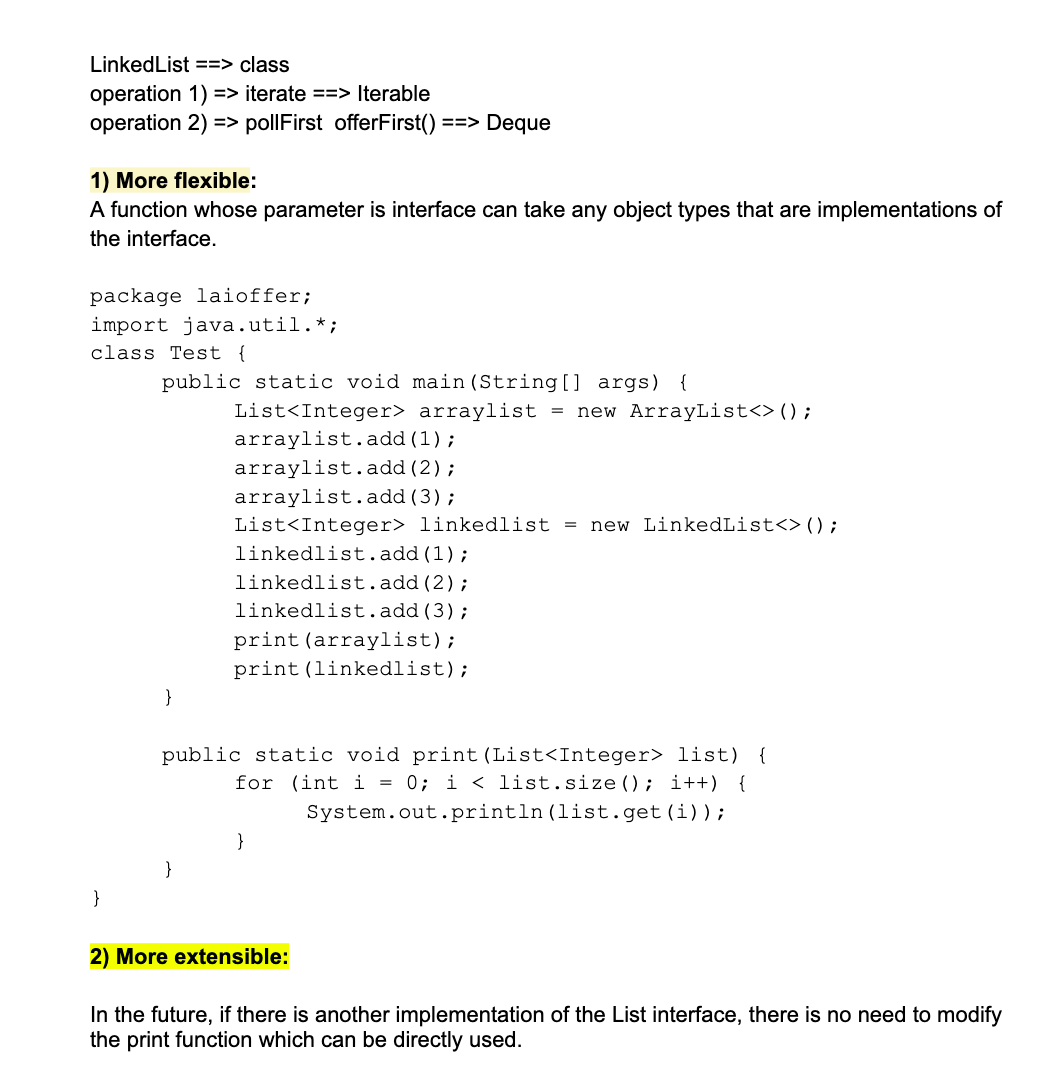 LinkedList ==> class
operation 1) => iterate ==> Iterable
operation 2) => pollFirst  offerFirst() ==> Deque
1) More flexible:
A function whose parameter is interface can take any object types that are implementations of
the interface.
package laioffer;
import java.util.*;
class Test {
public static void main(String[] args) {
List<Integer> arraylist = new ArrayList<>();
arraylist.add(1);
arraylist.add(2);
arraylist.add(3);
List<Integer> linkedlist = new LinkedList<>();
linkedlist.add(1);
linkedlist.add(2);
linkedlist.add(3);
print(arraylist);
print(linkedlist);
}
public static void print(List<Integer> list) {
for (int i = 0; i < list.size(); i++) {
System.out.println(list.get(i));
}
}
}
2) More extensible:
In the future, if there is another implementation of the List interface, there is no need to modify
the print function which can be directly used.